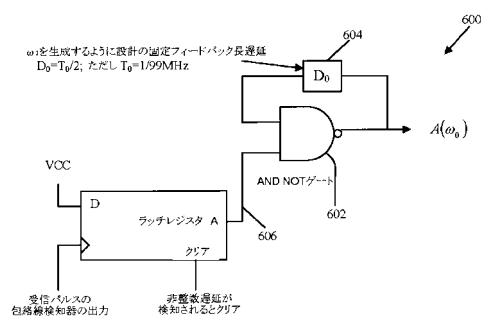 600
ω₁を生成するように設計の固定フィードバック長遅延
D₀=T₀/2; ただし T₀=1/99MHz
604
D₀
A(ω₀)
AND NOTゲート
602
VCC
D
ラッチレジスタ A
606
クリア
受信パルスの
包絡線検知器の出力
非整数遅延が
検知されるとクリア